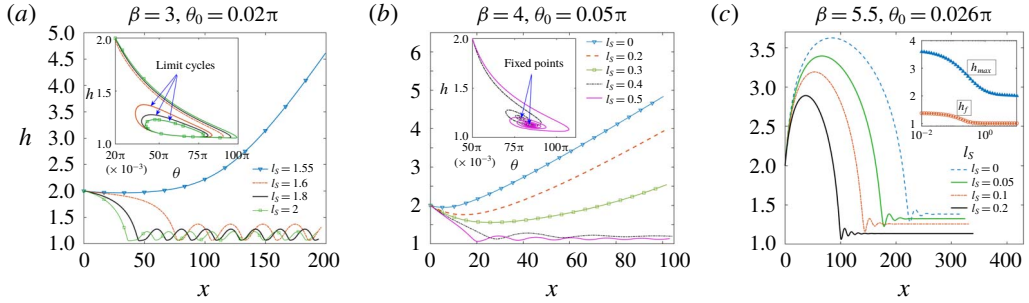 (a) β = 3, θ0 = 0.02π
5.0
4.5
4.0
3.5
3.0
2.5
2.0
1.5
1.0
h
0
50
100
150
200
x
2.0
h 1.5
1.0
20π
40π
60π
80π
100π
(× 10−3)
θ
Limit cycles
lS = 1.55
lS = 1.6
lS = 1.8
lS = 2
(b) β = 4, θ0 = 0.05π
6
5
4
3
2
1
0
20
40
60
80
100
x
2.0
h 1.5
1.0
50π
100π
(× 10−3)
θ
Fixed points
lS = 0
lS = 0.2
lS = 0.3
lS = 0.4
lS = 0.5
(c) β = 5.5, θ0 = 0.026π
3.5
3.0
2.5
2.0
1.5
1.0
0
100
200
300
400
x
4
2
1
10−2
100
lS
hmax
hf
lS = 0
lS = 0.05
lS = 0.1
lS = 0.2